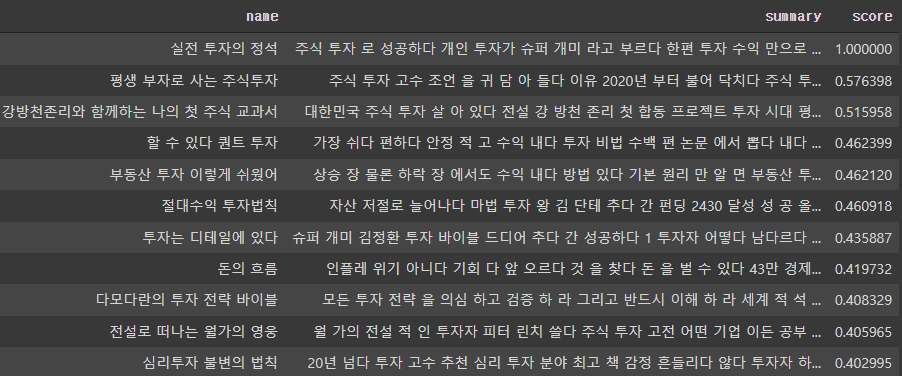 name summary score
실전 투자의 정석 주식 투자 로 성공하다 개인 투자가 슈퍼 개미 라고 부르다 한편 투자 수익 만으로 ... 1.000000
평생 부자로 사는 주식투자 주식 투자 고수 조언 을 귀 담 아 들다 이유 2020년 부터 불어 닥치다 주식 투... 0.576398
강방천존리와 함께하는 나의 첫 주식 교과서 대한민국 주식 투자 살 아 있다 전설 강 방천 존리 첫 합동 프로젝트 투자 시대 평... 0.515958
할 수 있다 퀀트 투자 가장 쉬다 편하다 안정 적 고 수익 내다 투자 비법 수백 편 논문 에서 뽑다 내다 ... 0.462399
부동산 투자 이렇게 쉬웠어 상승 장 물론 하락 장 에서도 수익 내다 방법 있다 기본 원리 만 알 면 부동산 투... 0.462120
절대수익 투자법칙 자산 저절로 늘어나다 마법 투자 왕 김 단테 추다 간 펀딩 2430 달성 성 공 올... 0.460918
투자는 디테일에 있다 슈퍼 개미 김정환 투자 바이블 드디어 추다 간 성공하다 1 투자자 어떻다 남다르다 ... 0.435887
돈의 흐름 인플레 위기 아니다 기회 다 앞 오르다 것 을 찾다 돈 을 벌 수 있다 43만 경제... 0.419732
다모다란의 투자 전략 바이블 모든 투자 전략 을 의심 하고 검증 하 라 그리고 반드시 이해 하 라 세계 적 석 ... 0.408329
전설로 떠나는 월가의 영웅 월 가의 전설 적 인 투자자 피터 린치 쓸다 주식 투자 고전 어떤 기업 이든 공부 ... 0.405965
심리투자 불변의 법칙 20년 넘다 투자 고수 추천 심리 투자 분야 최고 책 감정 흔들리다 않다 투자자 하... 0.402995